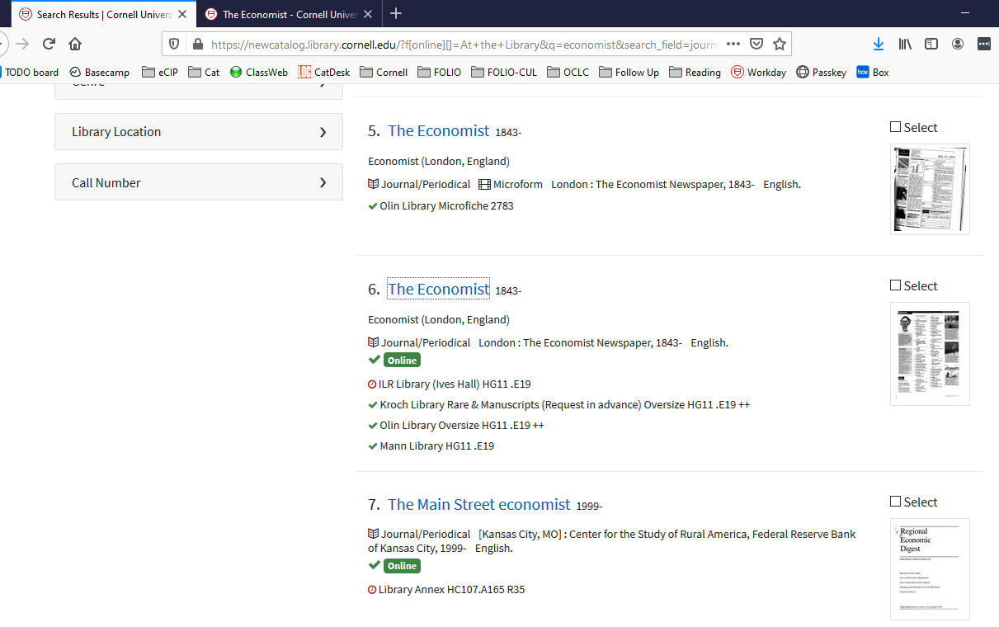 Search Results | Cornell Univers
The Economist - Cornell Univer
https://newcatalog.library.cornell.edu/?f[online][]=At+the+Library&q=economist&search_field=journ
TODO board Basecamp eCIP Cat ClassWeb CatDesk Cornell FOLIO FOLIO-CUL OCLC Follow Up Reading Workday Passkey box Box
Genre
Library Location
Call Number
5. The Economist 1843-
Select
Economist (London, England)
Journal/Periodical Microform London : The Economist Newspaper, 1843- English.
Olin Library Microfiche 2783
6. The Economist 1843-
Select
Economist (London, England)
Journal/Periodical London : The Economist Newspaper, 1843- English.
Online
ILR Library (Ives Hall) HG11 .E19
Kroch Library Rare & Manuscripts (Request in advance) Oversize HG11 .E19 ++
Olin Library Oversize HG11 .E19 ++
Mann Library HG11 .E19
7. The Main Street economist 1999-
Select
Journal/Periodical [Kansas City, MO] : Center for the Study of Rural America, Federal Reserve Bank
of Kansas City, 1999- English.
Online
Library Annex HC107.A165 R35
Regional
Economic
Digest